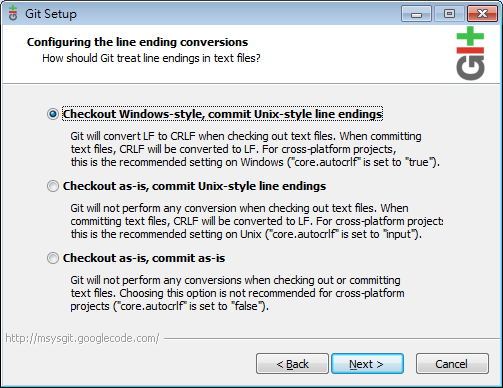 Git Setup
Configuring the line ending conversions
How should Git treat line endings in text files?
Checkout Windows-style, commit Unix-style line endings
Git will convert LF to CRLF when checking out text files. When committing
text files, CRLF will be converted to LF. For cross-platform projects,
this is the recommended setting on Windows ("core.autocrlf" is set to "true").
Checkout as-is, commit Unix-style line endings
Git will not perform any conversion when checking out text files. When
committing text files, CRLF will be converted to LF. For cross-platform projects
this is the recommended setting on Unix ("core.autocrlf" is set to "input").
Checkout as-is, commit as-is
Git will not perform any conversions when checking out or committing
text files. Choosing this option is not recommended for cross-platform
projects ("core.autocrlf" is set to "false").
http://msysgit.googlecode.com/
< Back
Next >
Cancel